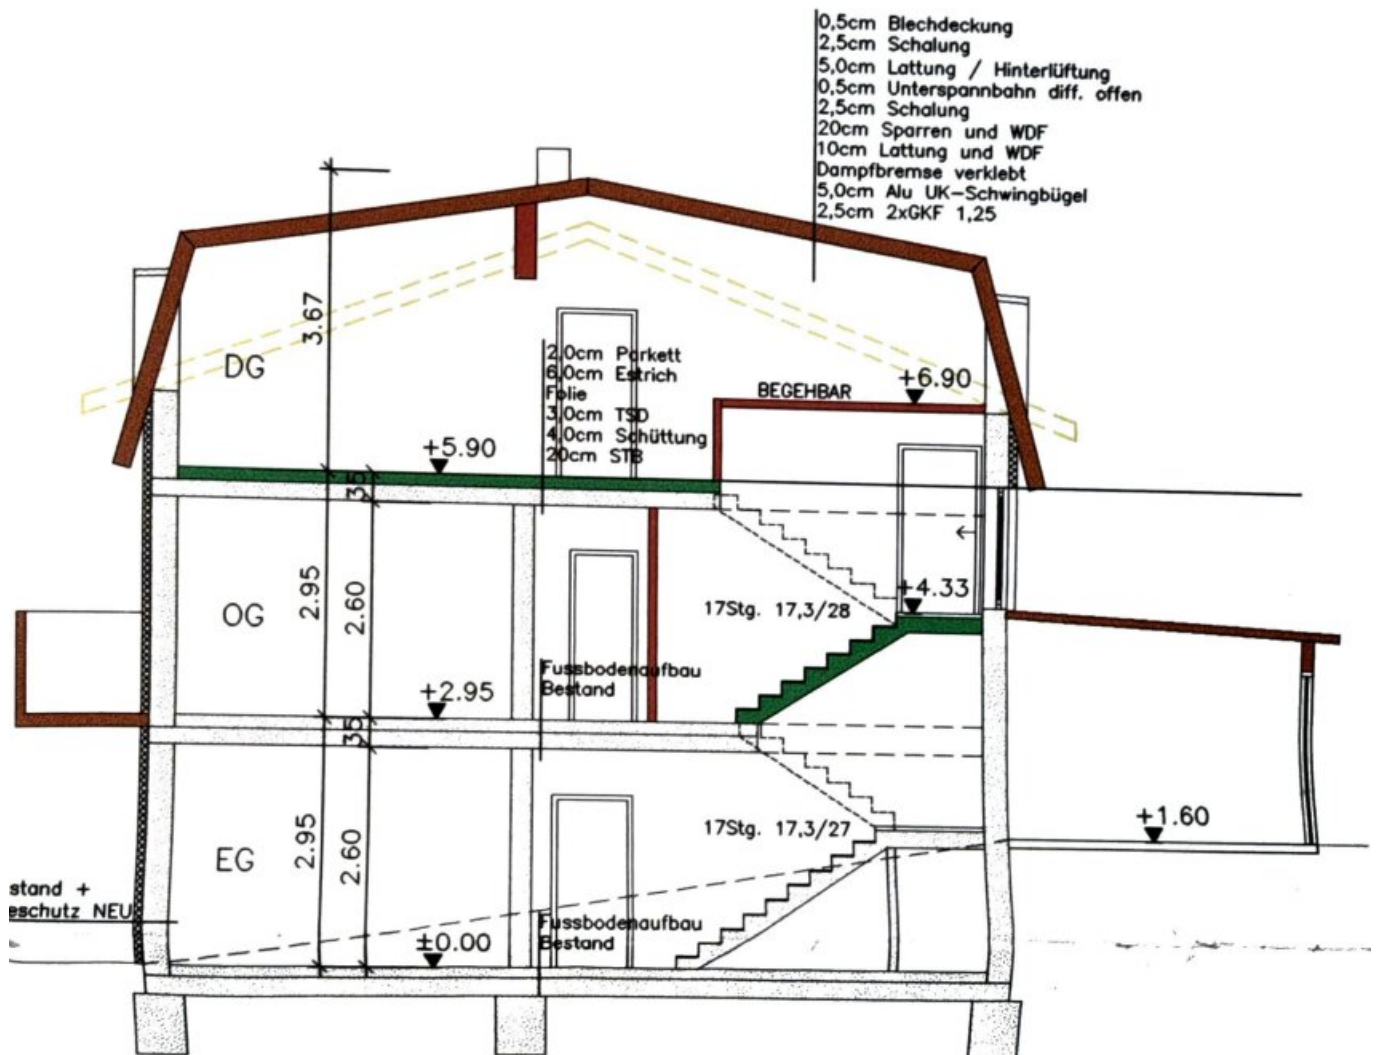 0,5cm Blechdeckung
2,5cm Schalung
5,0cm Lattung / Hinterlüftung
0,5cm Unterspannbahn diff. offen
2,5cm Schalung
20cm Sparren und WDF
10cm Lattung und WDF
Dampfbremse verklebt
5,0cm Alu UK-Schwingbügel
2,5cm 2xGKF 1,25
3.67
DG
2,0cm Parkett
6,0cm Estrich
Folie
3,0cm TSD
4,0cm Schüttung
20cm STB
BEGEHBAR
+6.90
+5.90
35
2.95
2.60
OG
17Stg. 17,3/28
+4.33
Fussbodenaufbau
Bestand
+2.95
35
2.95
2.60
EG
17Stg. 17,3/27
+1.60
stand +
eschutz NEU
Fussbodenaufbau
Bestand
±0.00